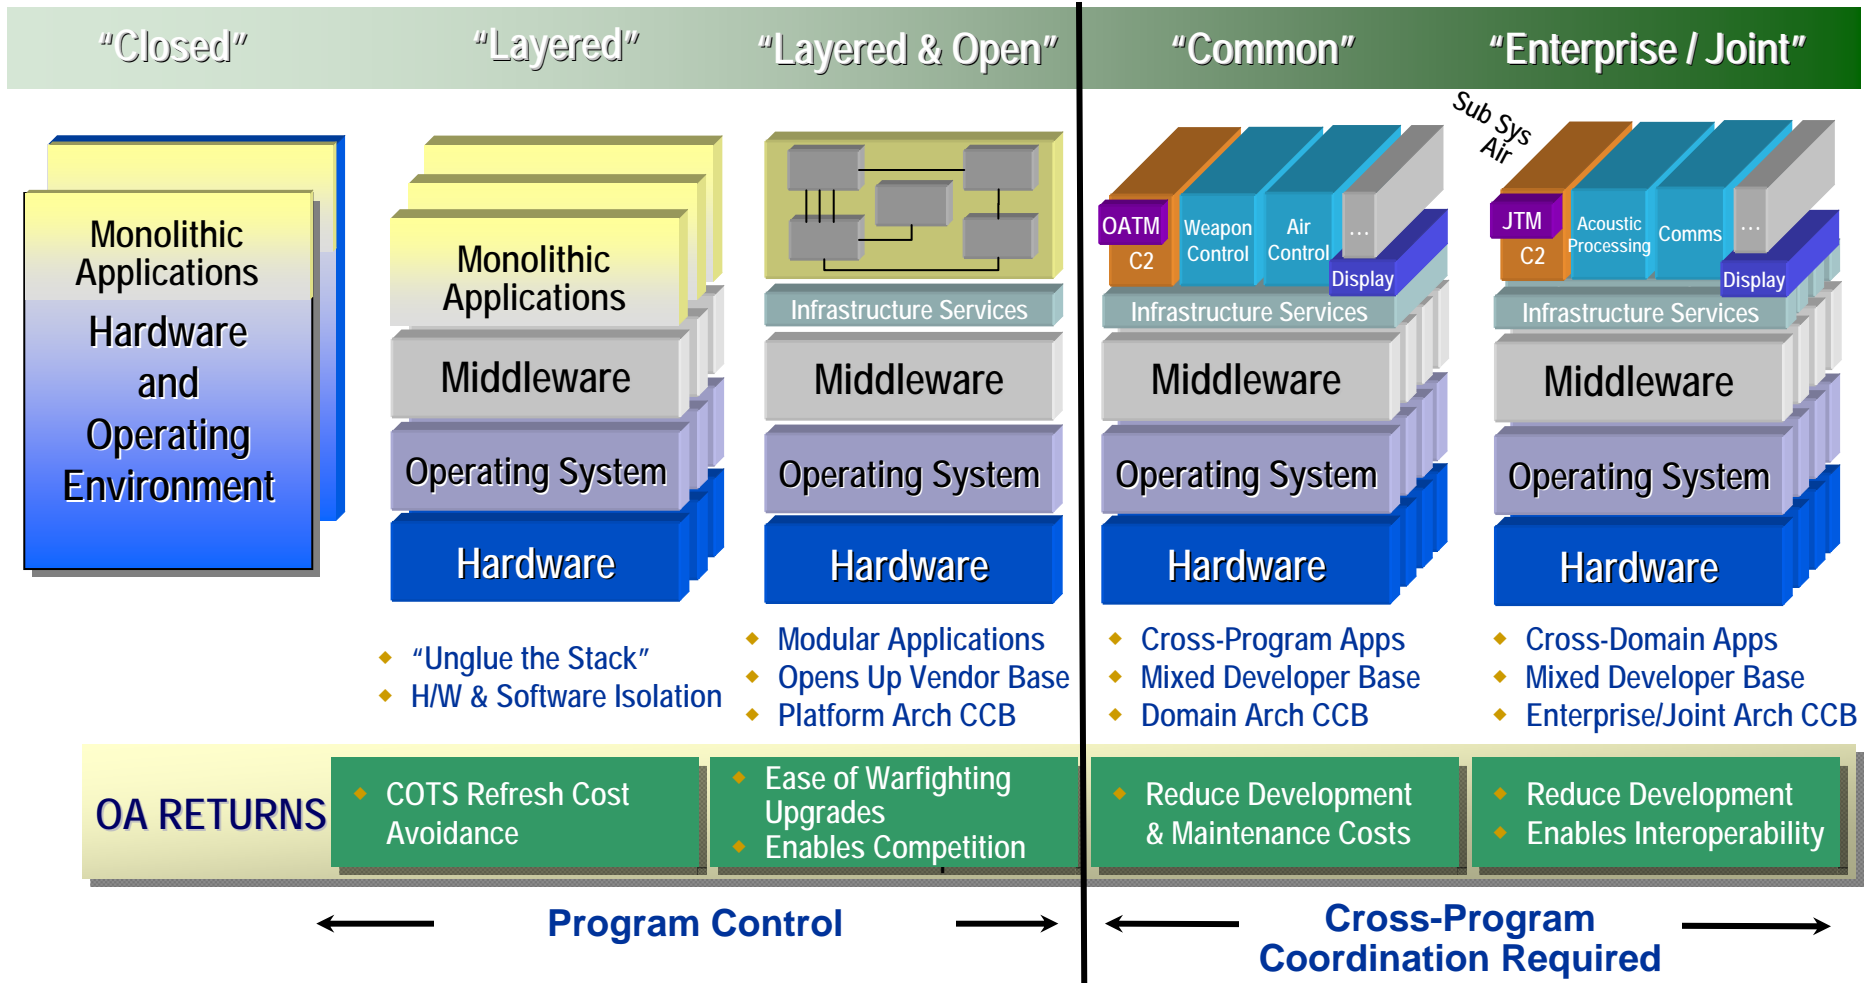 “Closed”
“Layered”
“Layered & Open”
“Common”
“Enterprise / Joint”
Monolithic
Applications
Hardware
and
Operating
Environment
Monolithic
Applications
Middleware
Operating System
Hardware
“Unglue the Stack”
H/W & Software Isolation
Infrastructure Services
Middleware
Operating System
Hardware
Modular Applications
Opens Up Vendor Base
Platform Arch CCB
OATM
C2
Weapon
Control
Air
Control
...
Display
Infrastructure Services
Middleware
Operating System
Hardware
Cross-Program Apps
Mixed Developer Base
Domain Arch CCB
Sub Sys
Air
JTM
C2
Acoustic
Processing
Comms
...
Display
Infrastructure Services
Middleware
Operating System
Hardware
Cross-Domain Apps
Mixed Developer Base
Enterprise/Joint Arch CCB
OA RETURNS
COTS Refresh Cost
Avoidance
Ease of Warfighting
Upgrades
Enables Competition
Reduce Development
& Maintenance Costs
Reduce Development
Enables Interoperability
Program Control
Cross-Program
Coordination Required